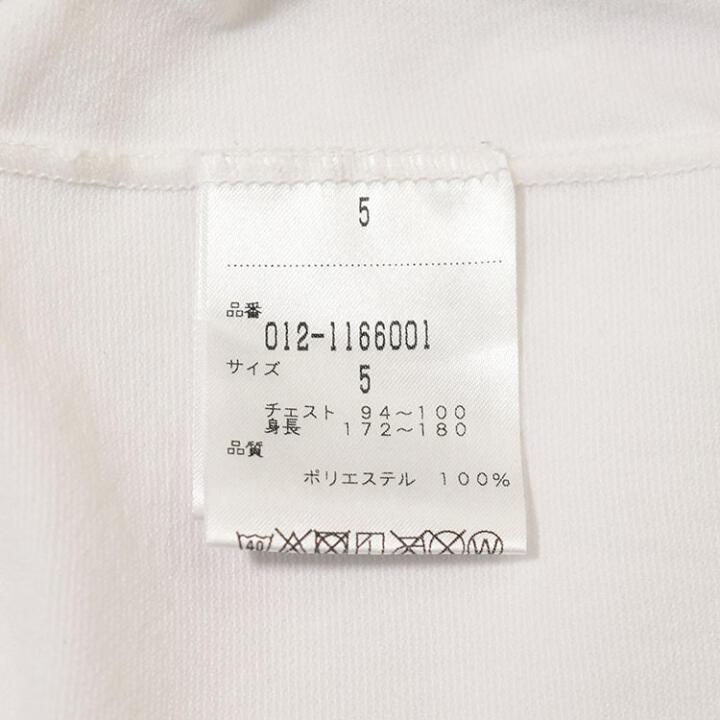 5
品番
012-1166001
サイズ
5
チェスト 94～100
身長 172～180
品質
ポリエステル 100%
40 W